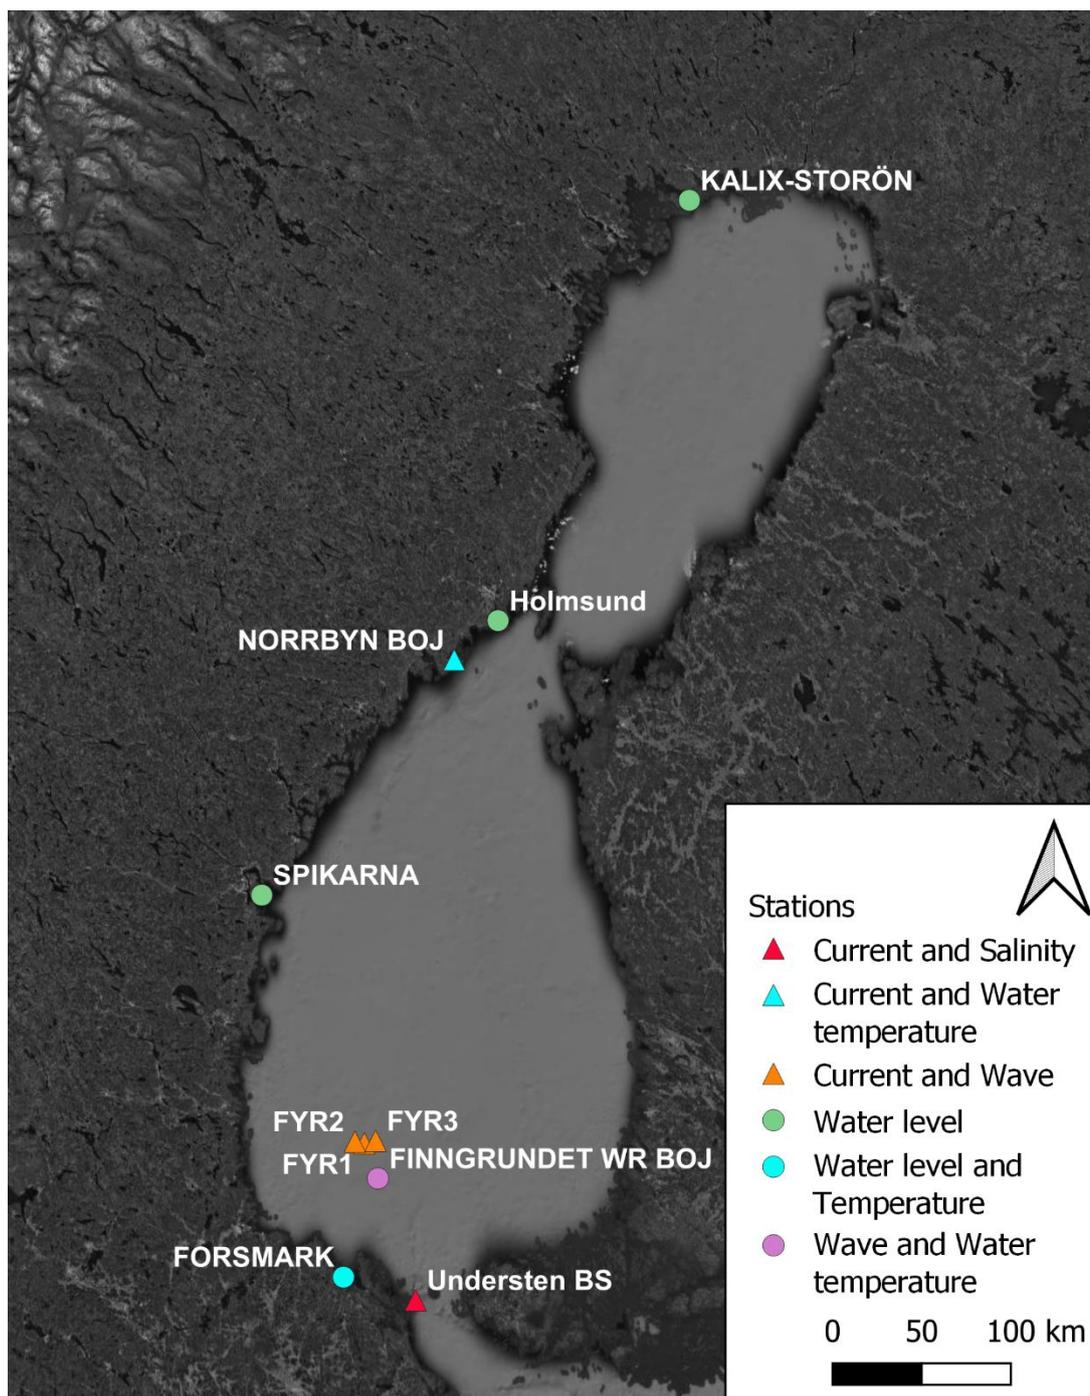 KALIX-STORÖN
Holmsund
NORRBYN BOJ
SPIKARNA
FYR2 FYR3
FYR1 FINNGRUNDET WR BOJ
FORSMARK
Understen BS
Stations
Current and Salinity
Current and Water
temperature
Current and Wave
Water level
Water level and
Temperature
Wave and Water
temperature
0 50 100 km